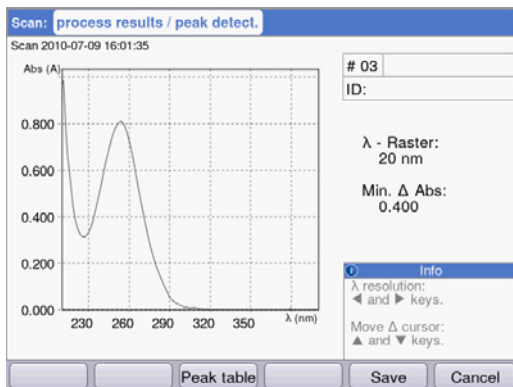 Scan: process results / peak detect.
Scan 2010-07-09 16:01:35
Abs (A)
0.800
0.600
0.400
0.200
0.000
230 260 290 320 350 λ (nm)
# 03
ID:
λ - Raster:
20 nm
Min. Δ Abs:
0.400
i Info
λ resolution:
◀ and ▶ keys.
Move Δ cursor:
▲ and ▼ keys.
Peak table Save Cancel